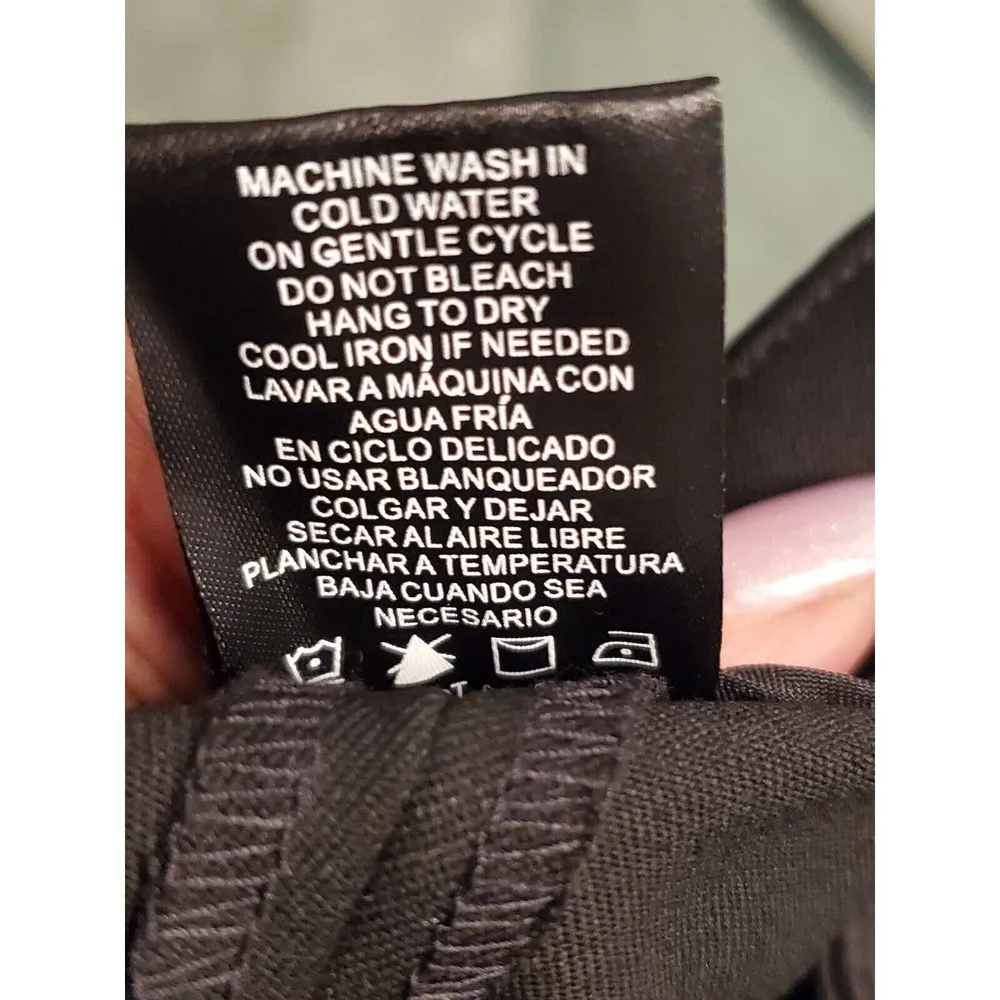 MACHINE WASH IN
COLD WATER
ON GENTLE CYCLE
DO NOT BLEACH
HANG TO DRY
COOL IRON IF NEEDED
LAVAR A MÁQUINA CON
AGUA FRÍA
EN CICLO DELICADO
NO USAR BLANQUEADOR
COLGAR Y DEJAR
SECAR AL AIRE LIBRE
PLANCHAR A TEMPERATURA
BAJA CUANDO SEA
NECESARIO